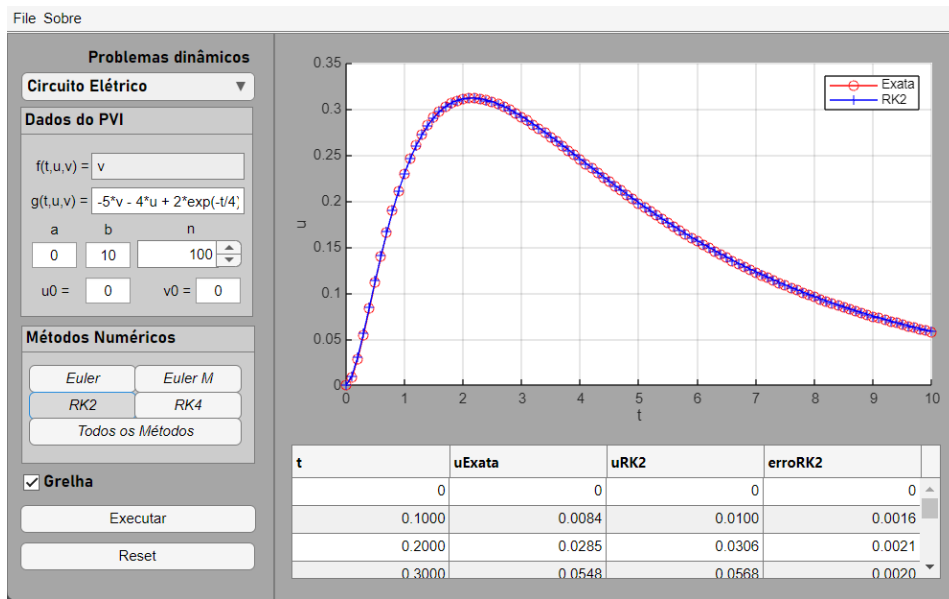 File Sobre
Problemas dinâmicos
Circuito Elétrico ▼
Dados do PVI
f(t,u,v) = v
g(t,u,v) = -5*v - 4*u + 2*exp(-t/4)
a b n
0 10 100
u0 = 0 v0 = 0
Métodos Numéricos
Euler Euler M
RK2 RK4
Todos os Métodos
Grelha
Executar
Reset
0.35
0.3
0.25
0.2
0.15
0.1
0.05
0
u
0 1 2 3 4 5 6 7 8 9 10
t
Exata
RK2
t uExata uRK2 erroRK2
0 0 0 0
0.1000 0.0084 0.0100 0.0016
0.2000 0.0285 0.0306 0.0021
0.3000 0.0548 0.0568 0.0020